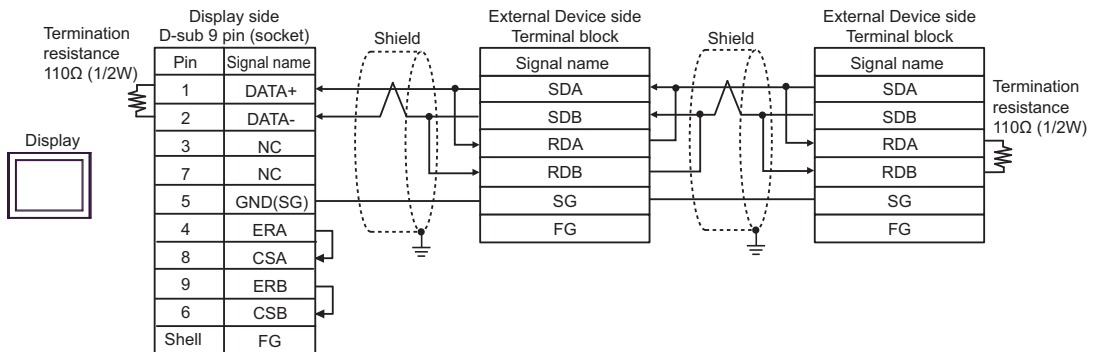 Termination
resistance
110Ω (1/2W)
Display
Display side
D-sub 9 pin (socket)
Pin Signal name
1 DATA+
2 DATA-
3 NC
7 NC
5 GND(SG)
4 ERA
8 CSA
9 ERB
6 CSB
Shell FG
Shield
External Device side
Terminal block
Signal name
SDA
SDB
RDA
RDB
SG
FG
Shield
External Device side
Terminal block
Signal name
SDA
SDB
RDA
RDB
SG
FG
Termination
resistance
110Ω (1/2W)